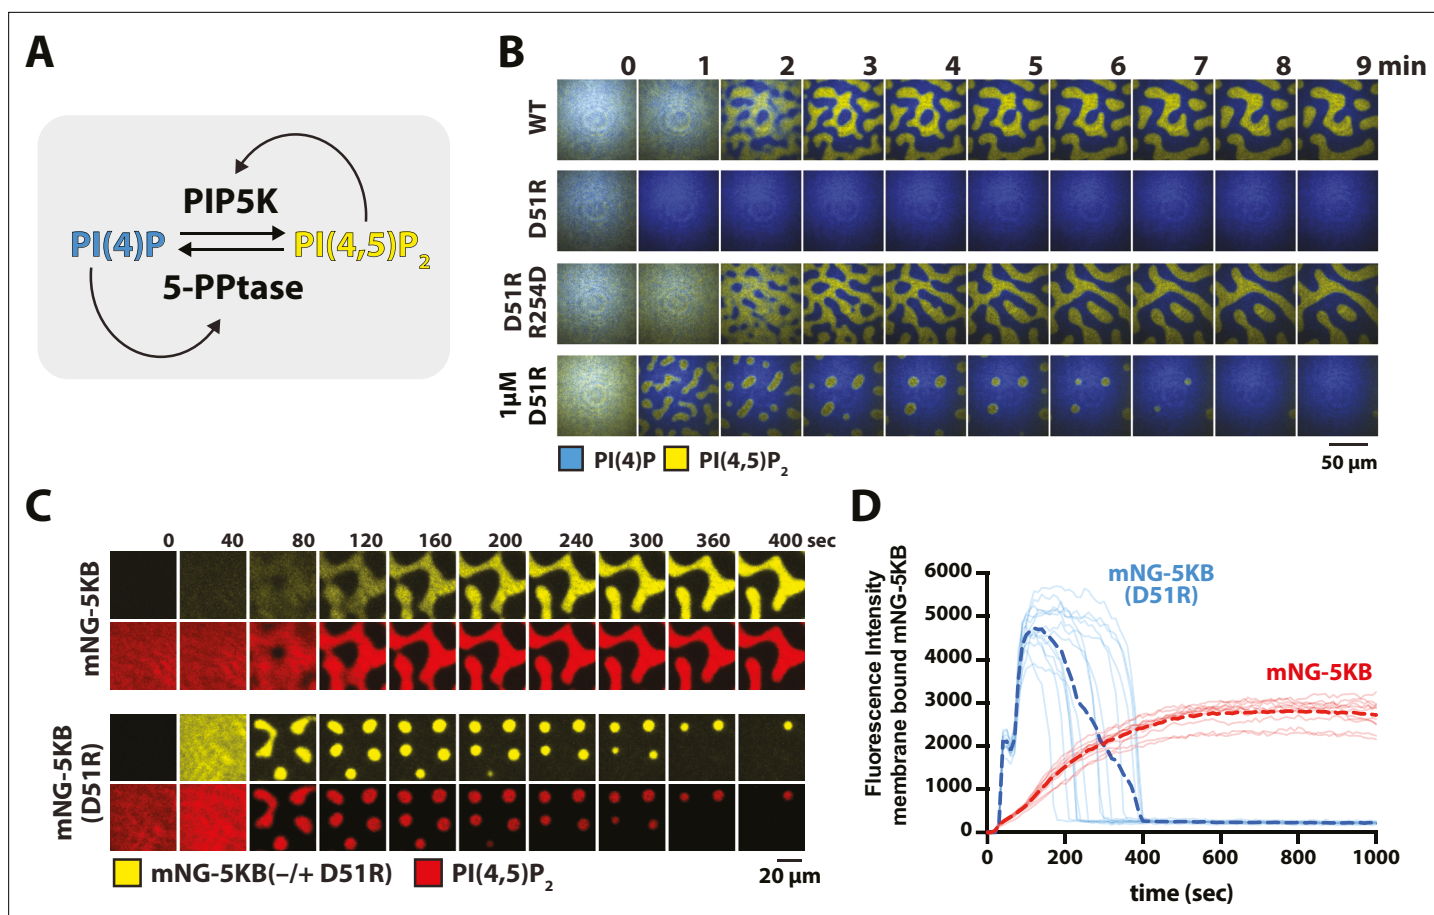 A
PIP5K
PI(4)P
PI(4,5)P2
5-PPtase
B
0 1 2 3 4 5 6 7 8 9 min
WT
D51R
D51R
R254D
1μM
D51R
PI(4)P PI(4,5)P2
50 μm
C
0 40 80 120 160 200 240 300 360 400 sec
mNG-5KB
mNG-5KB
(D51R)
mNG-5KB(–/+ D51R) PI(4,5)P2
20 μm
D
Fluorescence Intensity
membrane bound mNG-5KB
6000
5000
4000
3000
2000
1000
0
mNG-5KB
(D51R)
mNG-5KB
0 200 400 600 800 1000
time (sec)